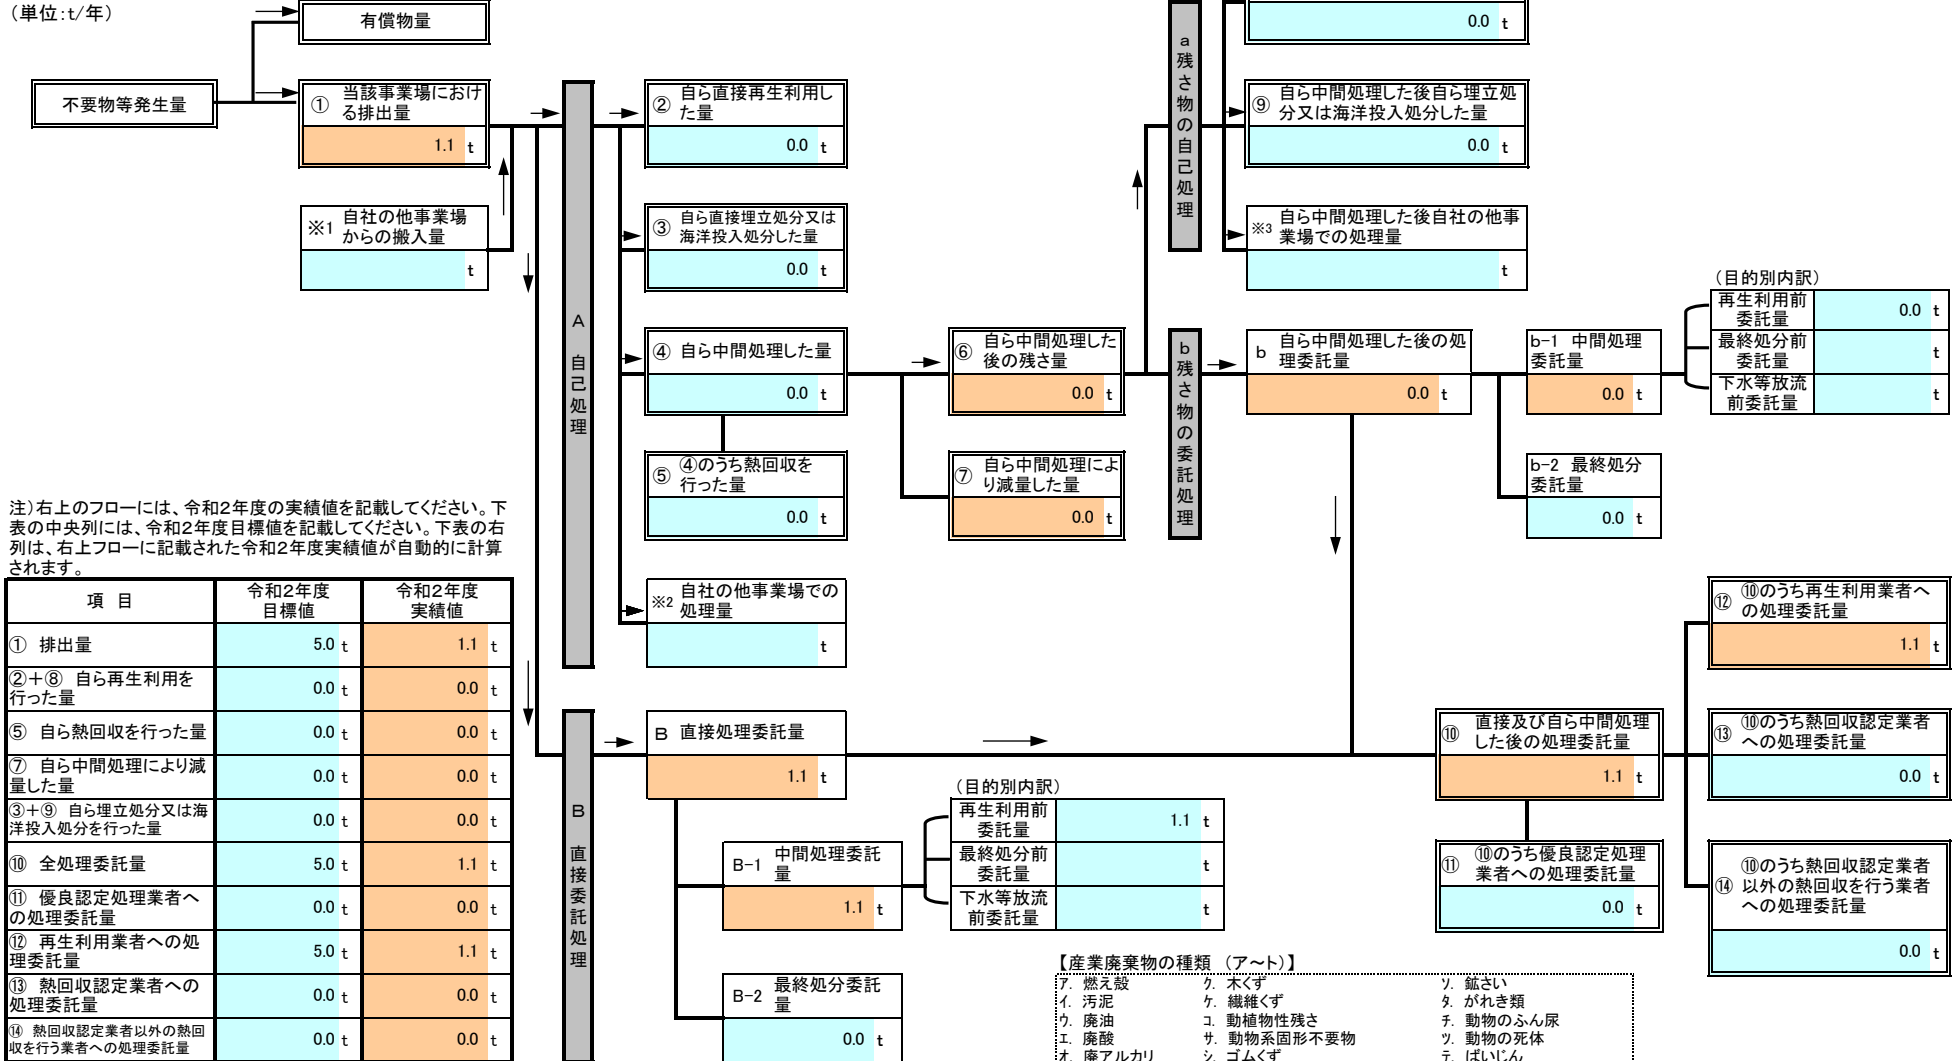 （単位：t/年）
有償物量
不要物等発生量
① 当該事業場におけ
る排出量
1.1 t
※1 自社の他事業場
からの搬入量
t
A 自己処理
② 自ら直接再生利用し
た量
0.0 t
③ 自ら直接埋立処分又は
海洋投入処分した量
0.0 t
④ 自ら中間処理した量
0.0 t
⑤ ④のうち熱回収を
行った量
0.0 t
※2 自社の他事業場での
処理量
t
⑥ 自ら中間処理した
後の残さ量
0.0 t
⑦ 自ら中間処理によ
り減量した量
0.0 t
a残さ物の自己処理
0.0 t
⑨ 自ら中間処理した後自ら埋立処
分又は海洋投入処分した量
0.0 t
※3 自ら中間処理した後自社の他事
業場での処理量
t
b残さ物の委託処理
b 自ら中間処理した後の処
理委託量
0.0 t
b-1 中間処理
委託量
0.0 t
b-2 最終処分
委託量
0.0 t
（目的別内訳）
再生利用前
委託量
0.0 t
最終処分前
委託量
t
下水等放流
前委託量
t
注）右上のフローには、令和２年度の実績値を記載してください。下
表の中央列には、令和２年度目標値を記載してください。下表の右
列は、右上フローに記載された令和２年度実績値が自動的に計算
されます。
項 目 令和２年度 目標値 令和２年度 実績値
① 排出量 5.0 t 1.1 t
②＋⑧ 自ら再生利用を
行った量 0.0 t 0.0 t
⑤ 自ら熱回収を行った量 0.0 t 0.0 t
⑦ 自ら中間処理により減
量した量 0.0 t 0.0 t
③＋⑨ 自ら埋立処分又は海
洋投入処分を行った量 0.0 t 0.0 t
⑩ 全処理委託量 5.0 t 1.1 t
⑪ 優良認定処理業者へ
の処理委託量 0.0 t 0.0 t
⑫ 再生利用業者への処
理委託量 5.0 t 1.1 t
⑬ 熱回収認定業者への
処理委託量 0.0 t 0.0 t
⑭ 熱回収認定業者以外の熱回
収を行う業者への処理委託量 0.0 t 0.0 t
B 直接委託処理
B 直接処理委託量
1.1 t
B-1 中間処理委託
量
1.1 t
B-2 最終処分委託
量
0.0 t
（目的別内訳）
再生利用前
委託量
1.1 t
最終処分前
委託量
t
下水等放流
前委託量
t
⑩ 直接及び自ら中間処理
した後の処理委託量
1.1 t
⑪ ⑩のうち優良認定処理
業者への処理委託量
0.0 t
⑫ ⑩のうち再生利用業者へ
の処理委託量
1.1 t
⑬ ⑩のうち熱回収認定業者
への処理委託量
0.0 t
⑭ ⑩のうち熱回収認定業者
以外の熱回収を行う業者
への処理委託量
0.0 t
【産業廃棄物の種類 （ア～ト）】
ア. 燃え殻 ク. 木くず ソ. 鉱さい
イ. 汚泥 ケ. 繊維くず タ. がれき類
ウ. 廃油 コ. 動植物性残さ チ. 動物のふん尿
エ. 廃酸 サ. 動物系固形不要物 ツ. 動物の死体
オ. 廃アルカリ シ. ゴムくず テ. ばいじん